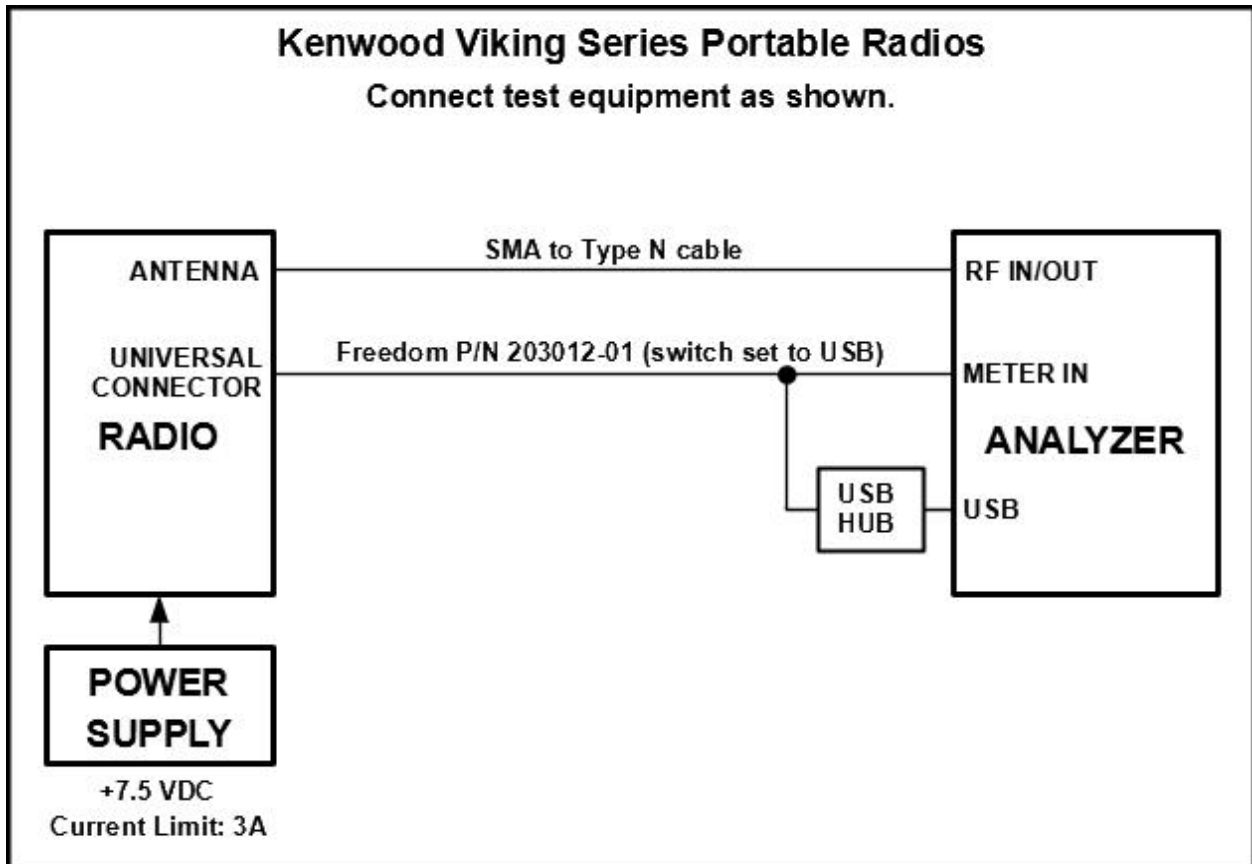 Kenwood Viking Series Portable Radios
Connect test equipment as shown.
SMA to Type N cable
ANTENNA
RF IN/OUT
Freedom P/N 203012-01 (switch set to USB)
UNIVERSAL
CONNECTOR
METER IN
RADIO
ANALYZER
USB
HUB
USB
POWER
SUPPLY
+7.5 VDC
Current Limit: 3A